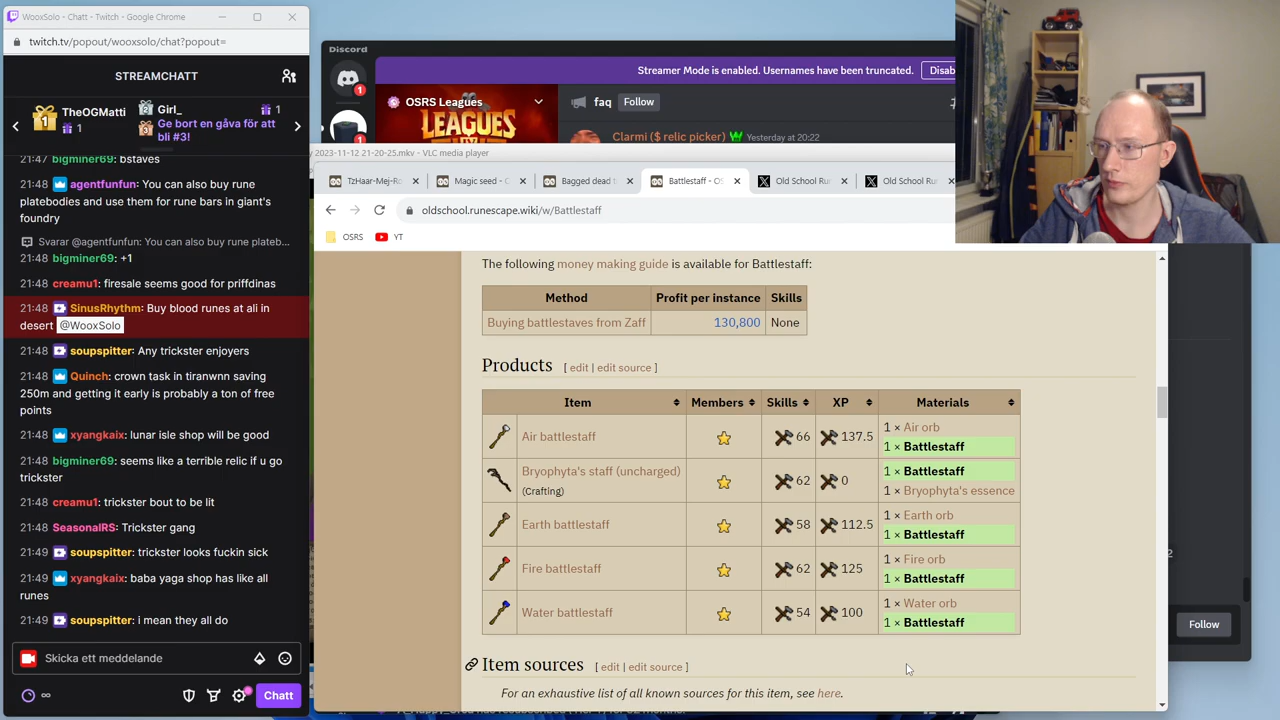 WooxSolo - Chatt - Twitch - Google Chrome
twitch.tv/popout/wooxsolo/chat?popout=
STREAMCHATT
TheOGMatti
1
Girl_
1
Ge bort en gåva för att
bli #3!
21:47 bigminer69: bstaves
21:48 agentfunfun: You can also buy rune
platebodies and use them for rune bars in giant's
foundry
Svarar @agentfunfun: You can also buy rune plateb...
21:48 bigminer69: +1
21:48 creamu1: firesale seems good for priffdinas
21:48 SinusRhythm: Buy blood runes at ali in
desert @WooxSolo
21:48 soupspitter: Any trickster enjoyers
21:48 Quinch: crown task in tirannwn saving
250m and getting it early is probably a ton of free
points
21:48 xyangkaix: lunar isle shop will be good
21:48 bigminer69: seems like a terrible relic if u go
trickster
21:48 creamu1: trickster bout to be lit
21:48 SeasonalRS: Trickster gang
21:49 soupspitter: trickster looks fuckin sick
21:49 xyangkaix: baba yaga shop has like all
runes
21:49 soupspitter: i mean they all do
Skicka ett meddelande
∞
Chatt
Discord
Streamer Mode is enabled. Usernames have been truncated.
Disab
OSRS Leagues
LEAGUES
faq
Follow
Clarmi ($ relic picker)
Yesterday at 20:22
1
1
y 2023-11-12 21-20-25.mkv - VLC media player
TzHaar-Mej-Ro
Magic seed - O
Bagged dead t
Battlestaff - OS
Old School Run
Old School Run
oldschool.runescape.wiki/w/Battlestaff
OSRS
YT
The following money making guide is available for Battlestaff:
Method Profit per instance Skills
Buying battlestaves from Zaff 130,800 None
Products [ edit | edit source ]
Item Members Skills XP Materials
Air battlestaff 66 137.5 1 × Air orb
1 × Battlestaff
Bryophyta's staff (uncharged)
(Crafting) 62 0 1 × Battlestaff
1 × Bryophyta's essence
Earth battlestaff 58 112.5 1 × Earth orb
1 × Battlestaff
Fire battlestaff 62 125 1 × Fire orb
1 × Battlestaff
Water battlestaff 54 100 1 × Water orb
1 × Battlestaff
Item sources [ edit | edit source ]
For an exhaustive list of all known sources for this item, see here.
Follow